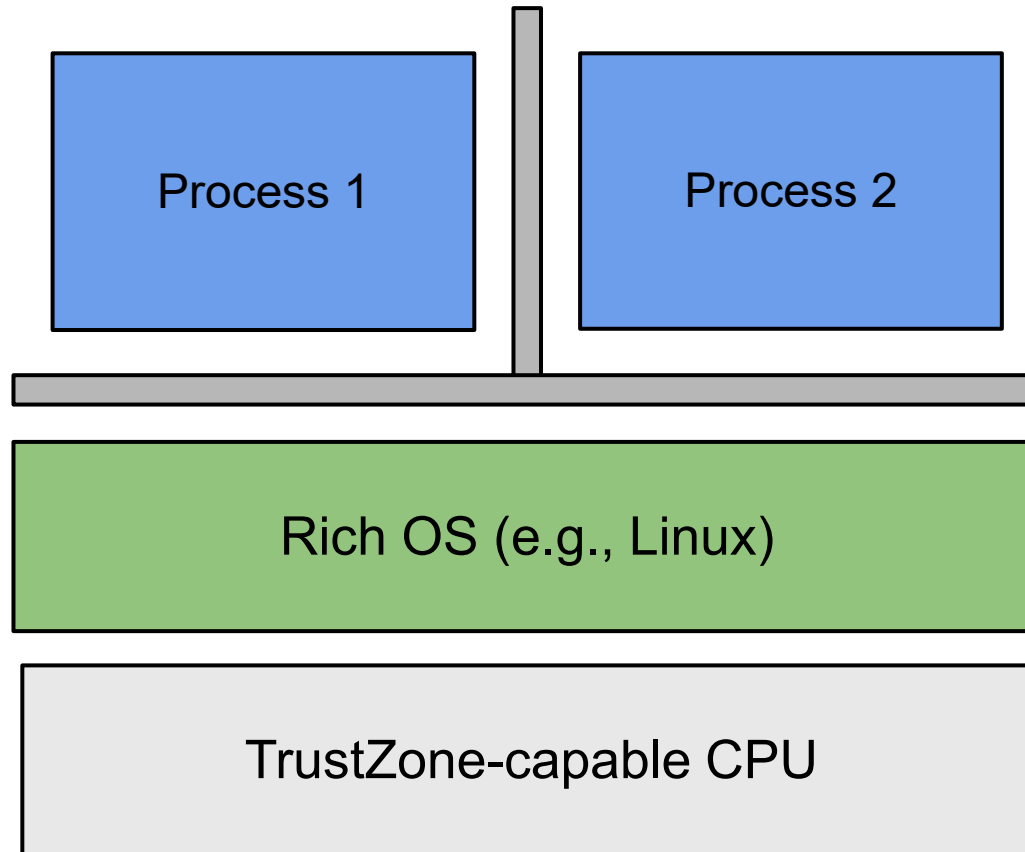 Process 1
Process 2
Rich OS (e.g., Linux)
TrustZone-capable CPU